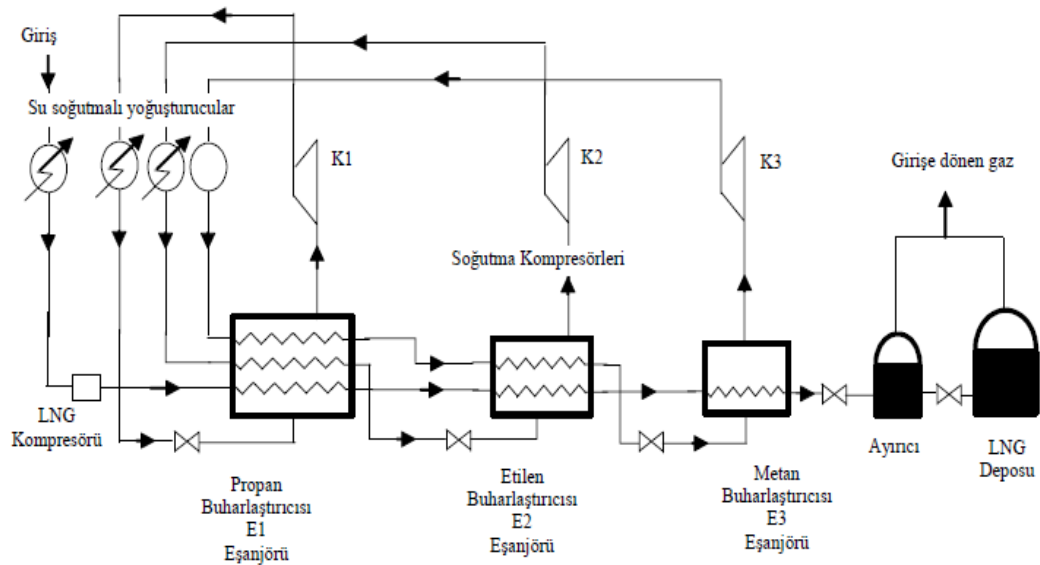 Giriş
Su soğutmalı yoğuşturucular
K1
K2
K3
Girişe dönen gaz
Soğutma Kompresörleri
LNG
Kompresörü
Propan
Buharlaştırıcısı
E1
Eşanjörü
Etilen
Buharlaştırıcısı
E2
Eşanjörü
Metan
Buharlaştırıcısı
E3
Eşanjörü
Ayırıcı
LNG
Deposu